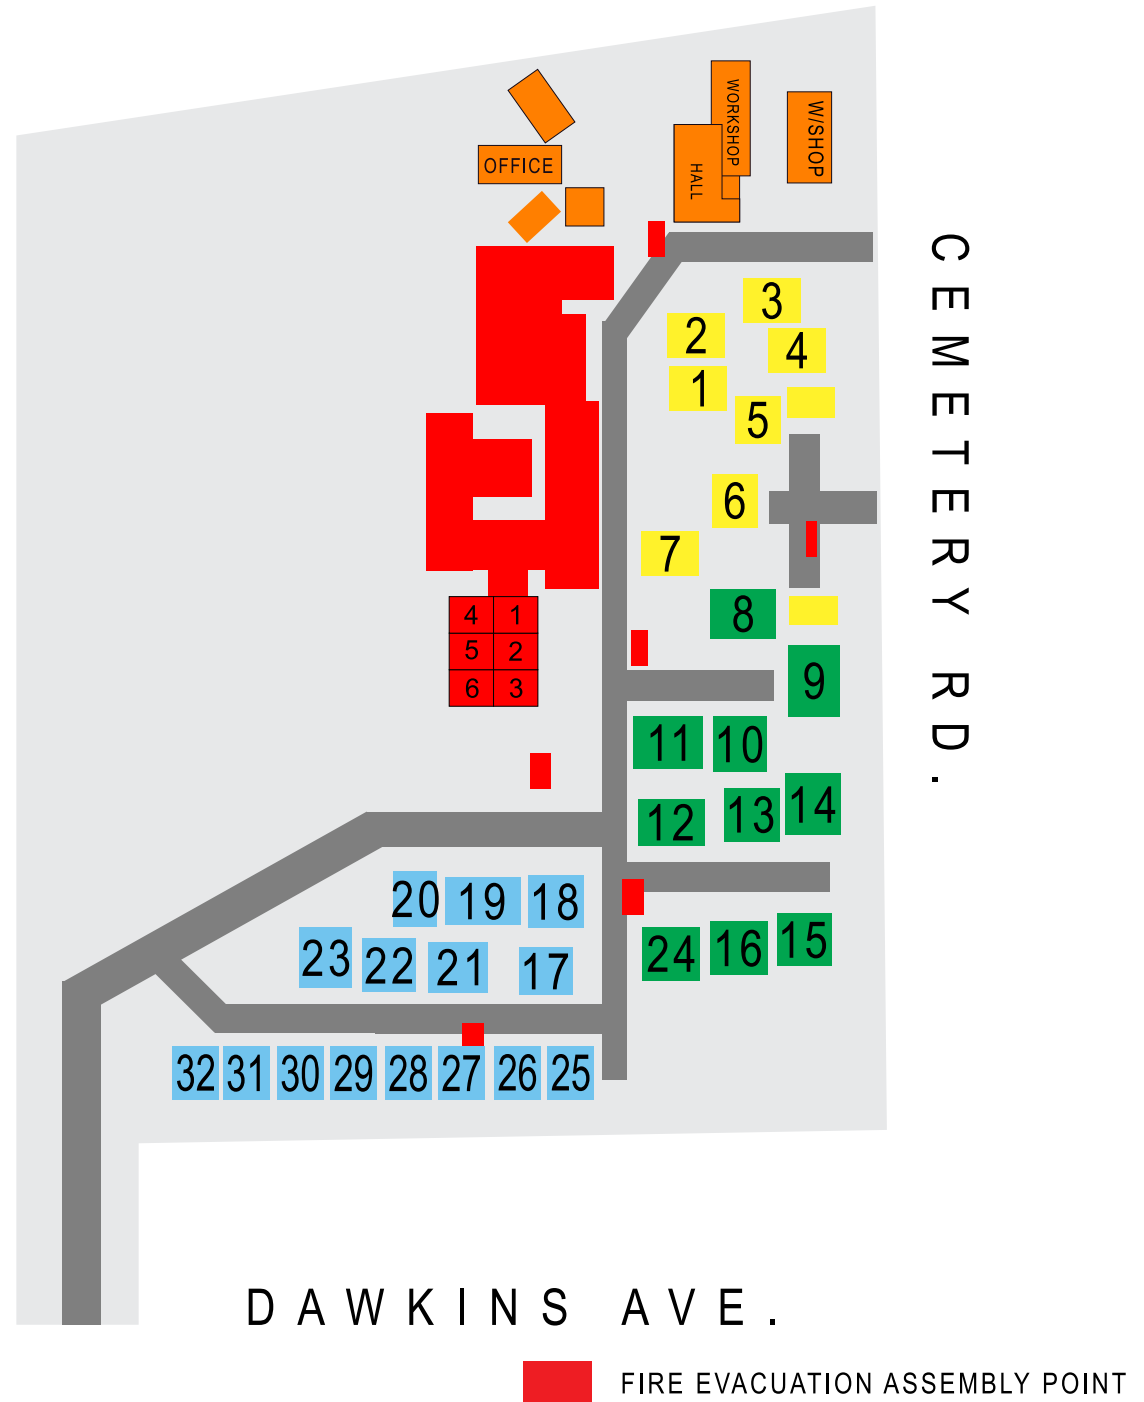 WORKSHOP
W/SHOP
OFFICE
HALL
CEMETERY RD.
3
2
4
1
5
6
7
8
4 1
5 2
6 3
9
11 10
12 13 14
20 19 18
23 22 21 17
24 16 15
32 31 30 29 28 27 26 25
DAWKINS AVE.
FIRE EVACUATION ASSEMBLY POINT